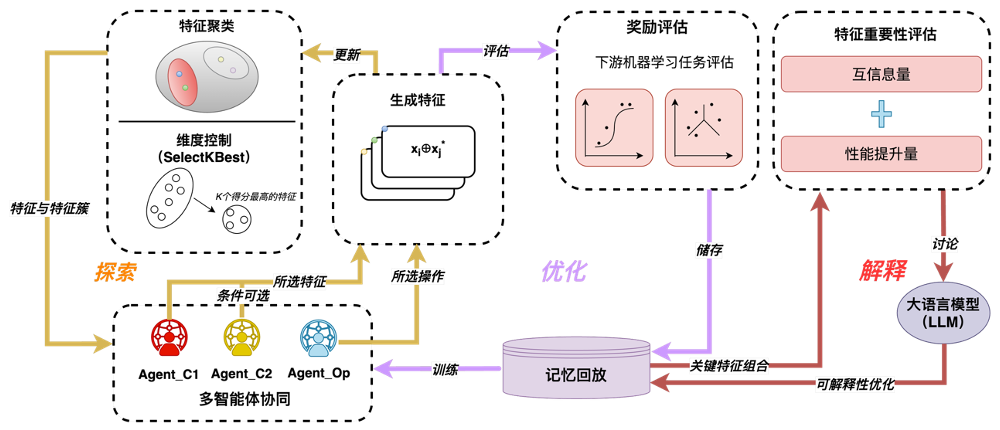 特征聚类
维度控制
（SelectKBest）
K个得分最高的特征
更新
评估
生成特征
xi⊕xj*
奖励评估
下游机器学习任务评估
特征重要性评估
互信息量
性能提升量
特征与特征簇
探索
所选特征
条件可选
所选操作
优化
储存
解释
讨论
大语言模型
（LLM）
Agent_C1
Agent_C2
Agent_Op
多智能体协同
训练
记忆回放
关键特征组合
可解释性优化